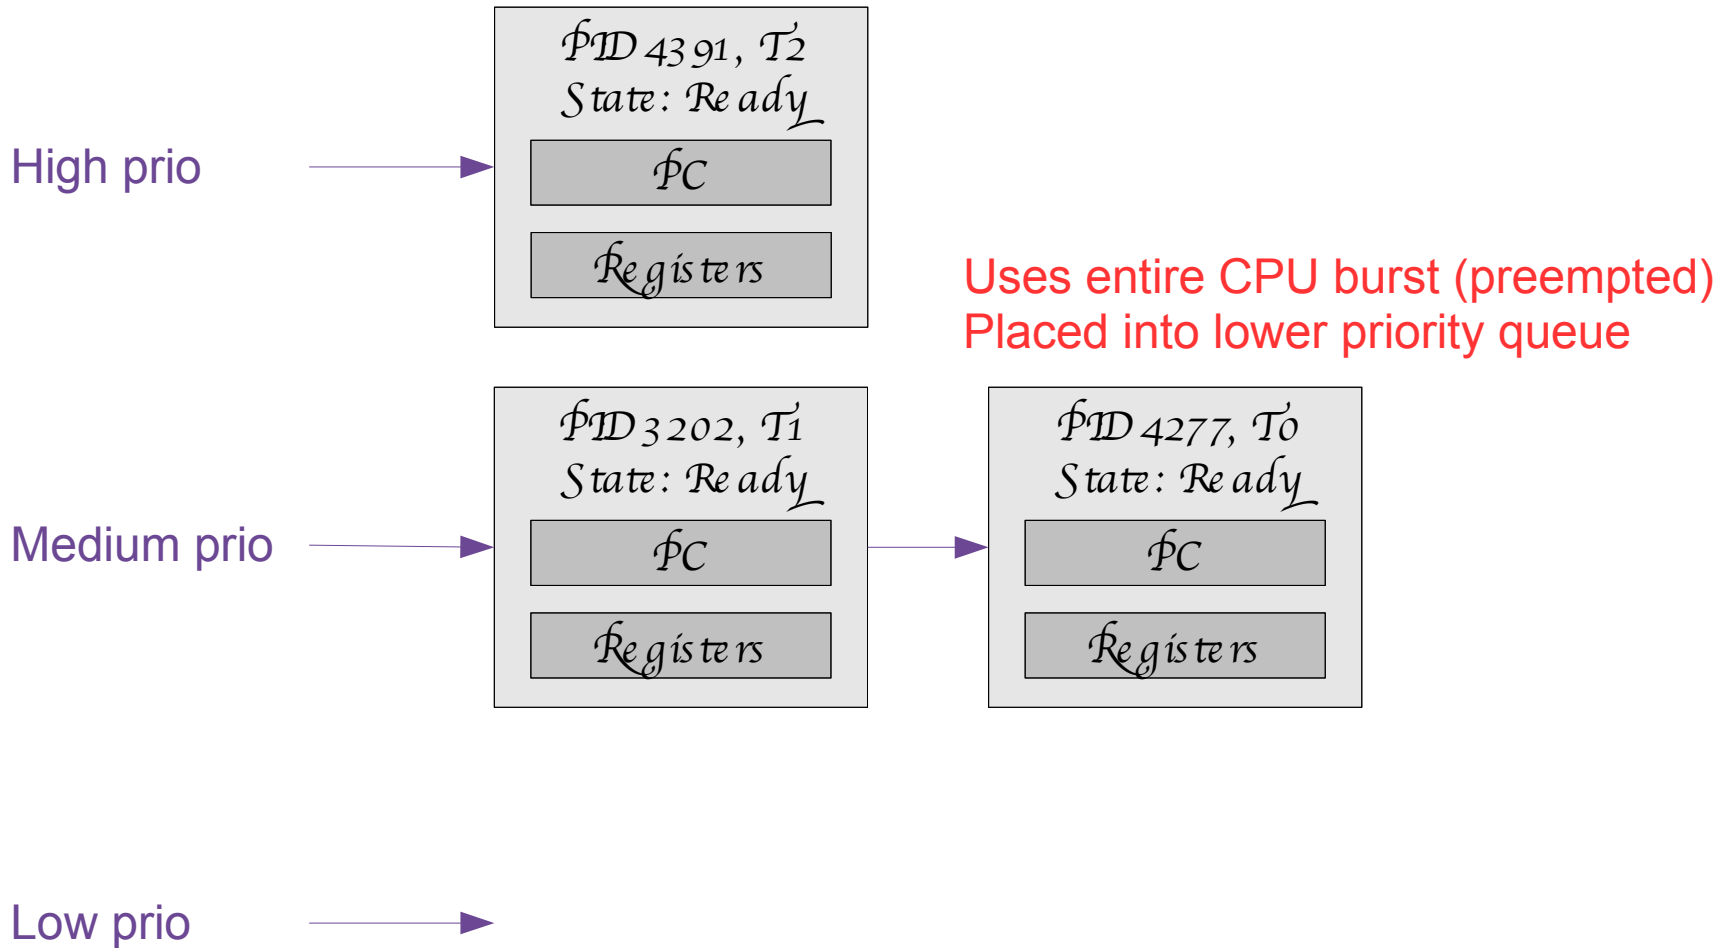 PID 4391, T2
State: Ready
High prio
PC
Registers
Uses entire CPU burst (preempted)
Placed into lower priority queue
PID 3202, T1
State: Ready
PID 4277, T0
State: Ready
Medium prio
PC
PC
Registers
Registers
Low prio